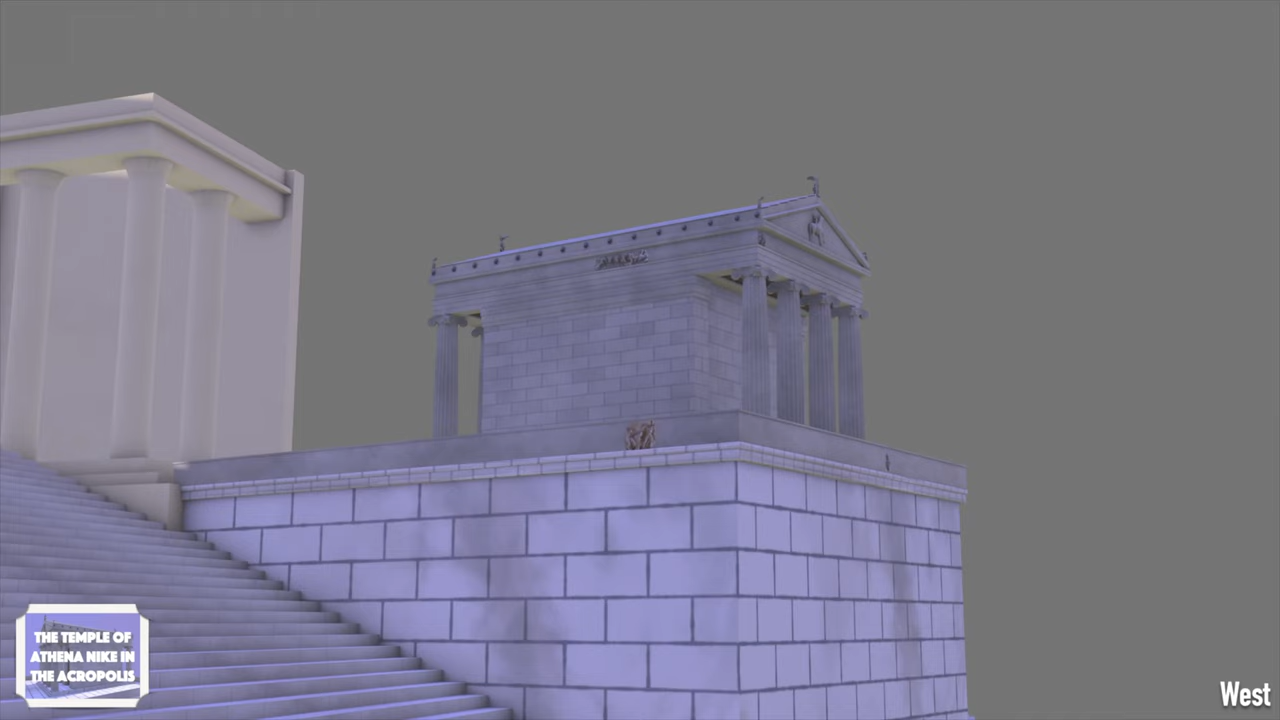 THE TEMPLE OF
ATHENA NIKE IN
THE ACROPOLIS
West